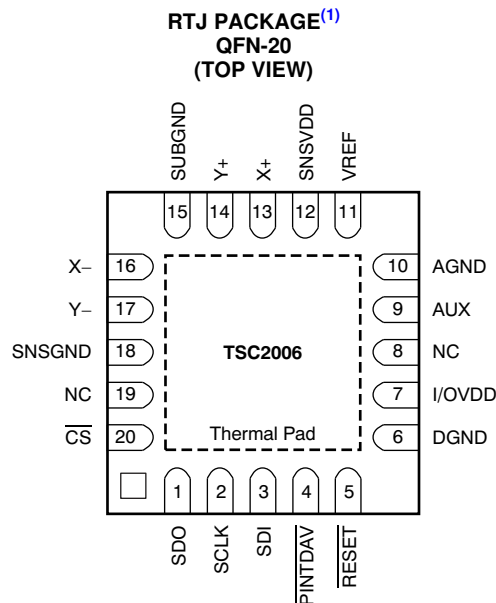 RTJ PACKAGE(1)
QFN-20
(TOP VIEW)
SUBGND
Y+
X+
SNSVDD
VREF
15
14
13
12
11
X–
16
10
AGND
Y–
17
9
AUX
SNSGND
18
TSC2006
8
NC
NC
19
7
I/OVDD
CS
20
Thermal Pad
6
DGND
1
2
3
4
5
SDO
SCLK
SDI
PINTDAV
RESET